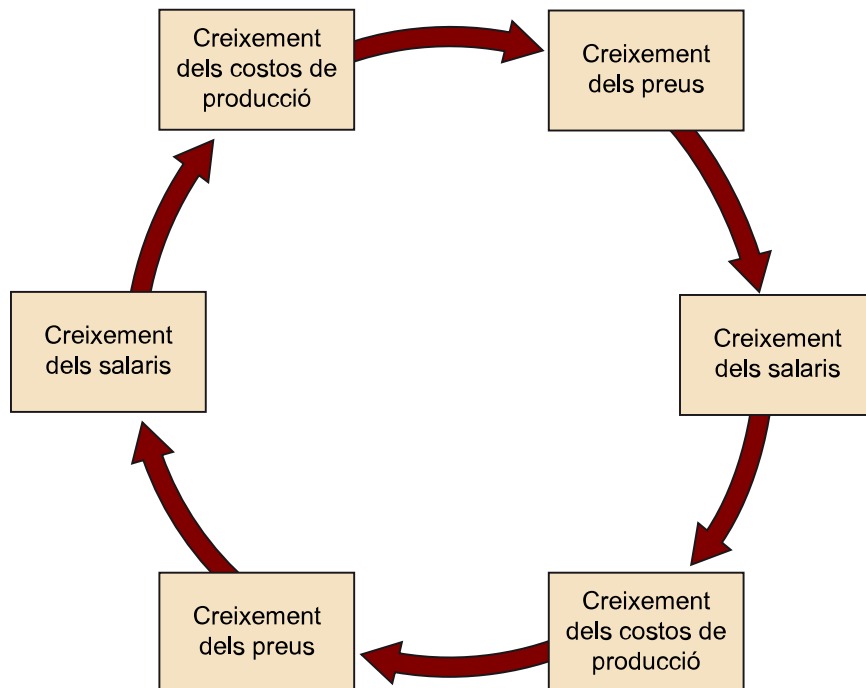 Creixement
dels costos de
producció
Creixement
dels preus
Creixement
dels salaris
Creixement
dels costos de
producció
Creixement
dels preus
Creixement
dels salaris